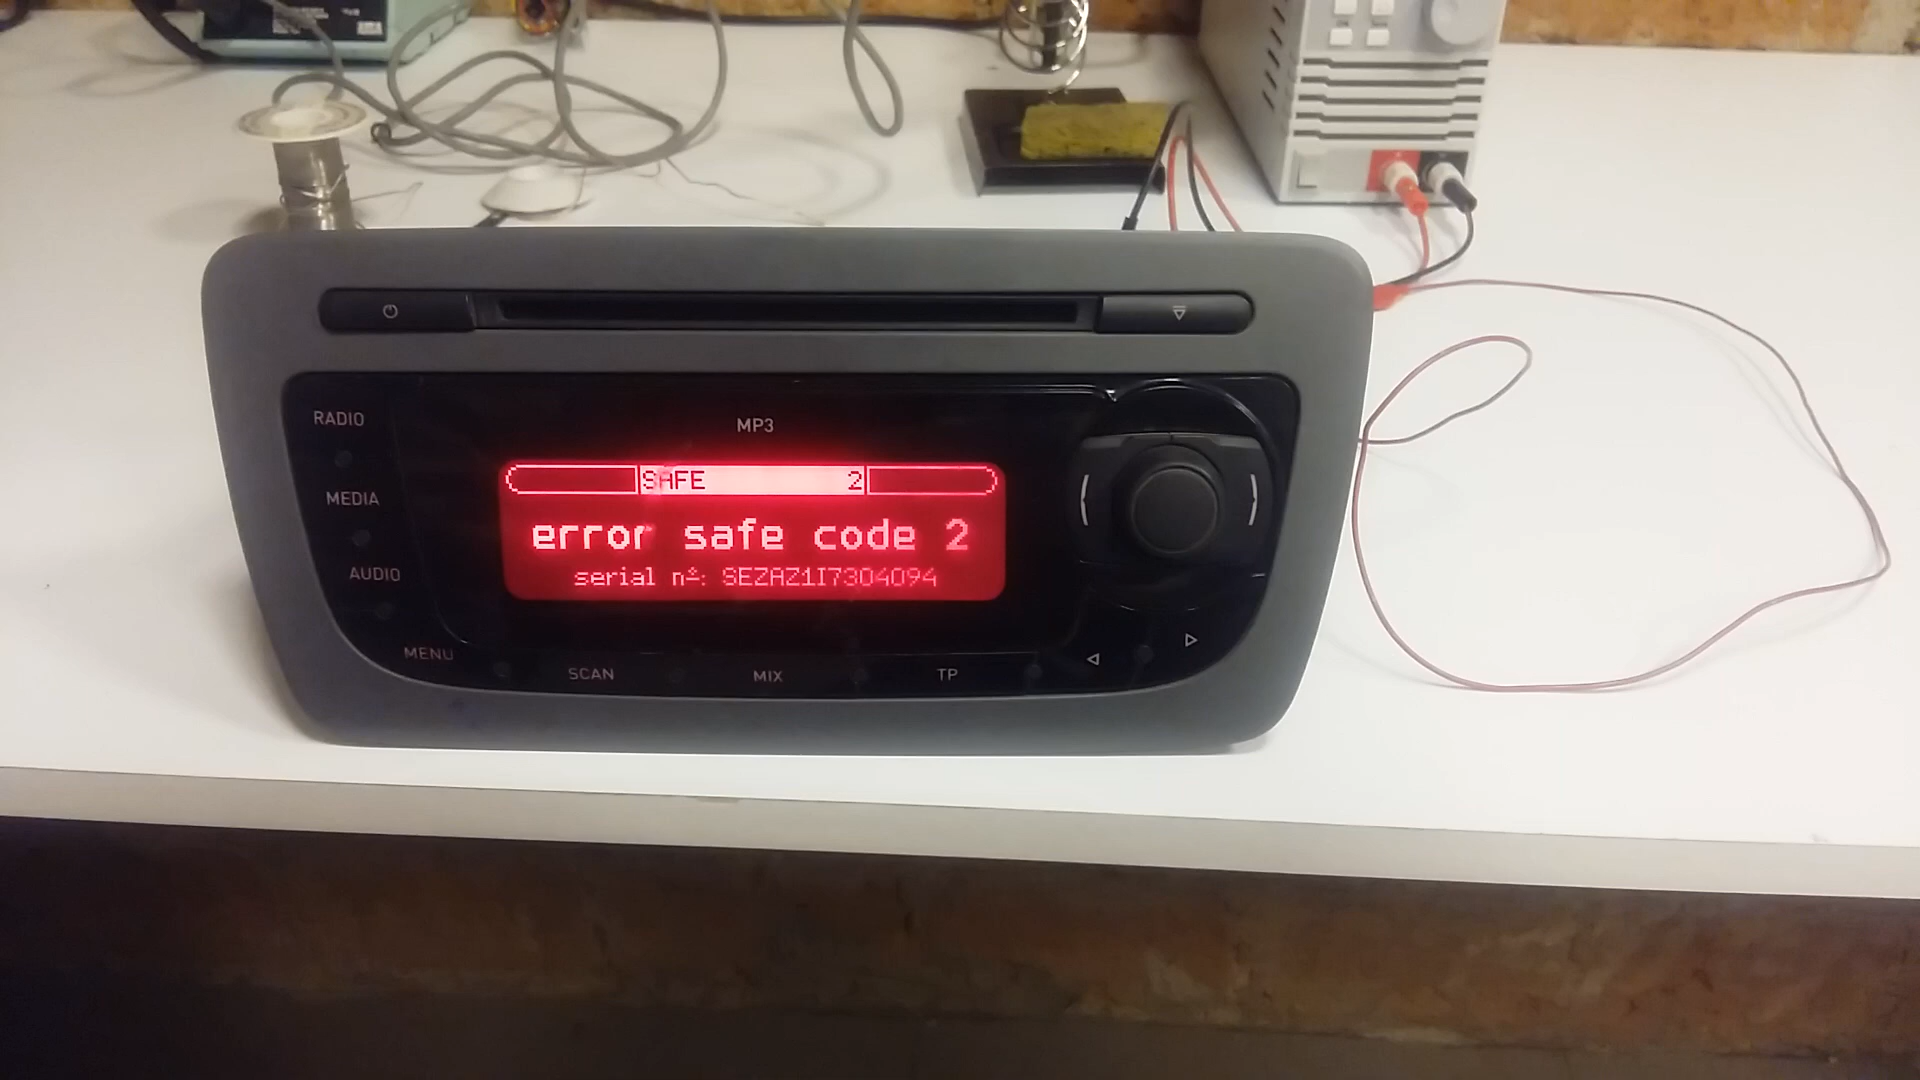 MP3
RADIO
SAFE 2
MEDIA
error safe code 2
AUDIO
serial nº: SEZAZ1I7304094
MENU
SCAN MIX TP